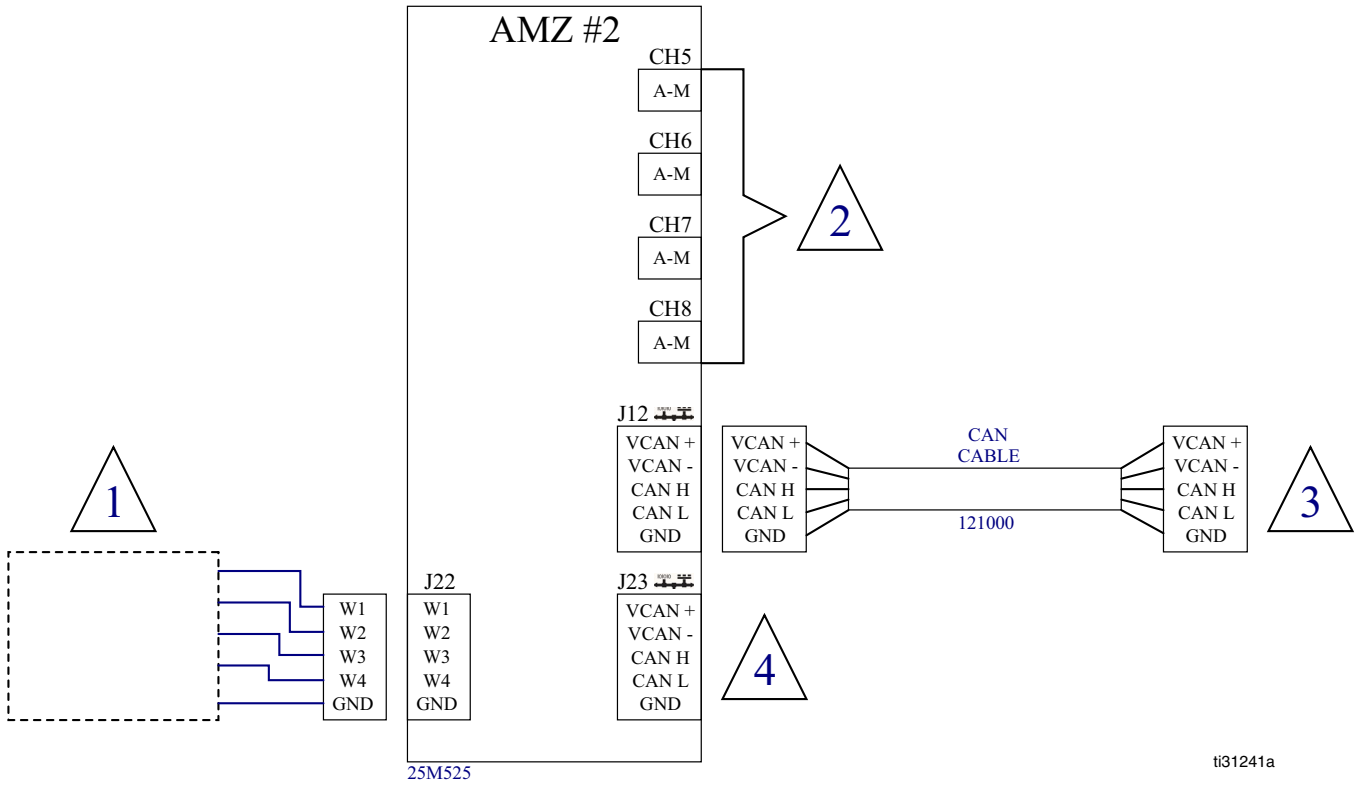 AMZ #2
CH5
A-M
CH6
A-M
CH7
A-M
CH8
A-M
2
J12
VCAN +
VCAN -
CAN H
CAN L
GND
VCAN +
VCAN -
CAN H
CAN L
GND
CAN
CABLE
121000
VCAN +
VCAN -
CAN H
CAN L
GND
3
1
W1
W2
W3
W4
GND
J22
W1
W2
W3
W4
GND
J23
VCAN +
VCAN -
CAN H
CAN L
GND
4
25M525
ti31241a